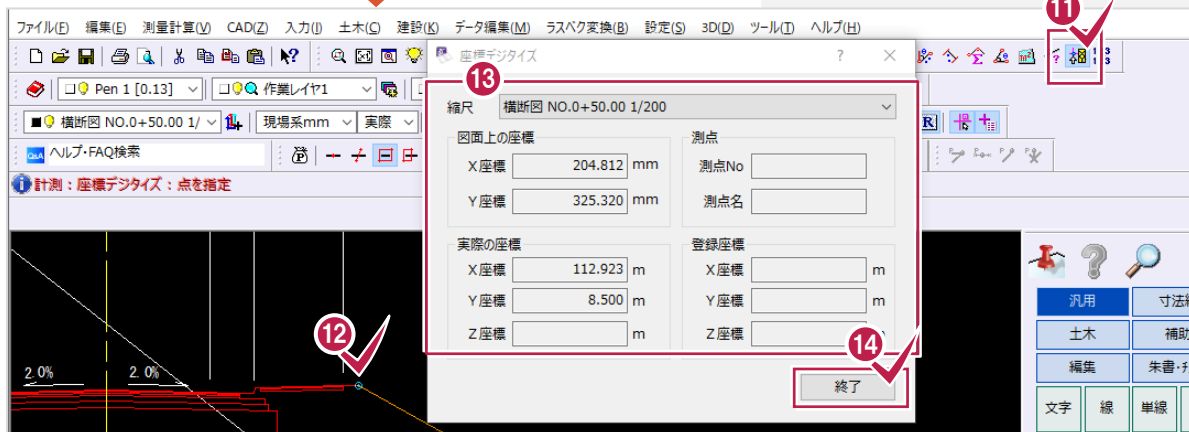 ⑪
ファイル(F) 編集(E) 測量計算(V) CAD(Z) 入力(I) 土木(C) 建設(K) データ編集(M) ラスベク変換(B) 設定(S) 3D(D) ツール(T) ヘルプ(H)
座標デジタイズ ? ×
Pen 1 [0.13] 作業レイヤ1
⑬
縮尺 横断図 NO.0+50.00 1/200
横断図 NO.0+50.00 1/ 現場系mm 実際
図面上の座標 測点
ヘルプ・FAQ検索
X座標 204.812 mm 測点No
計測：座標デジタイズ：点を指定
Y座標 325.320 mm 測点名
実際の座標 登録座標
X座標 112.923 m X座標 m
Y座標 8.500 m Y座標 m
Z座標 m Z座標
汎用
土木
編集
文字 線 単線
⑫
⑭
2.0% 2.0%
終了